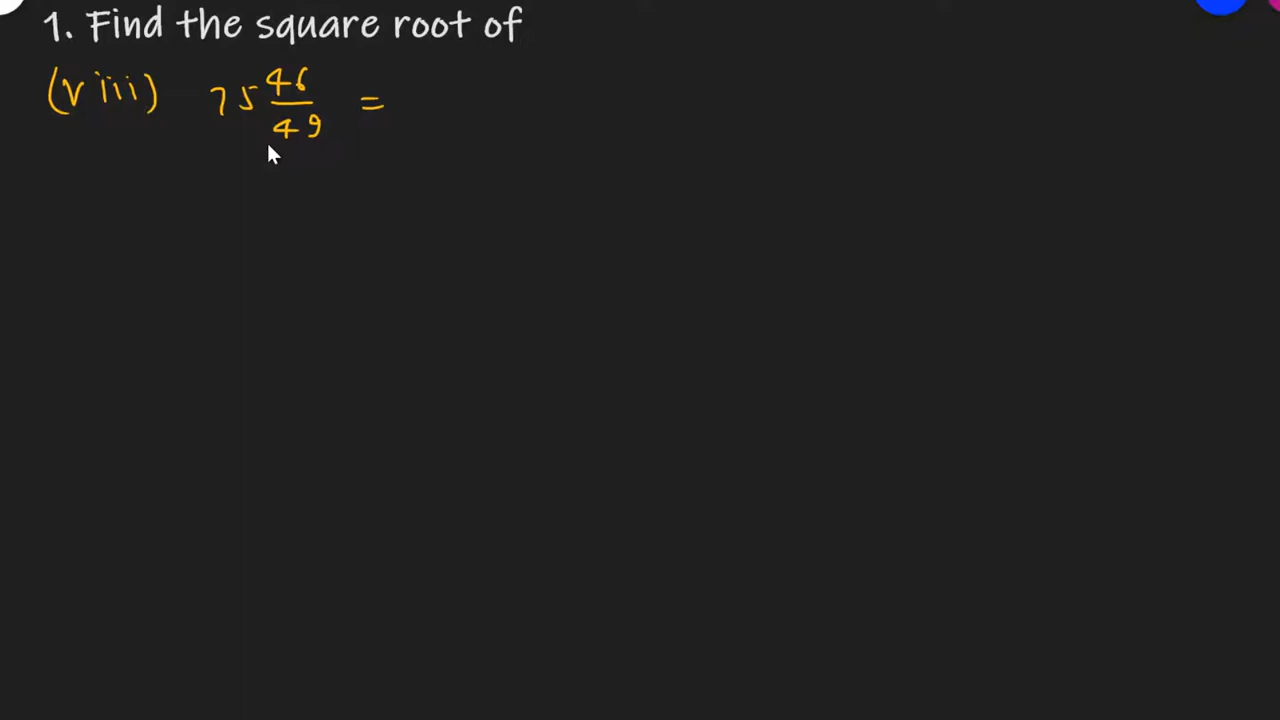 1. Find the square root of
(viii) 75 46/49 =